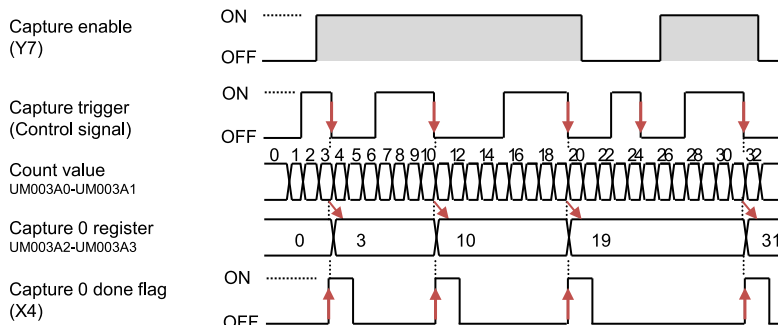 Capture enable
(Y7)
ON
OFF
Capture trigger
(Control signal)
ON
OFF
Count value
UM003A0-UM003A1
0 1 2 3 4 5 6 7 8 9 10 12 14 16 18 20 22 24 26 28 30 32
Capture 0 register
UM003A2-UM003A3
0 3 10 19 31
Capture 0 done flag
(X4)
ON
OFF